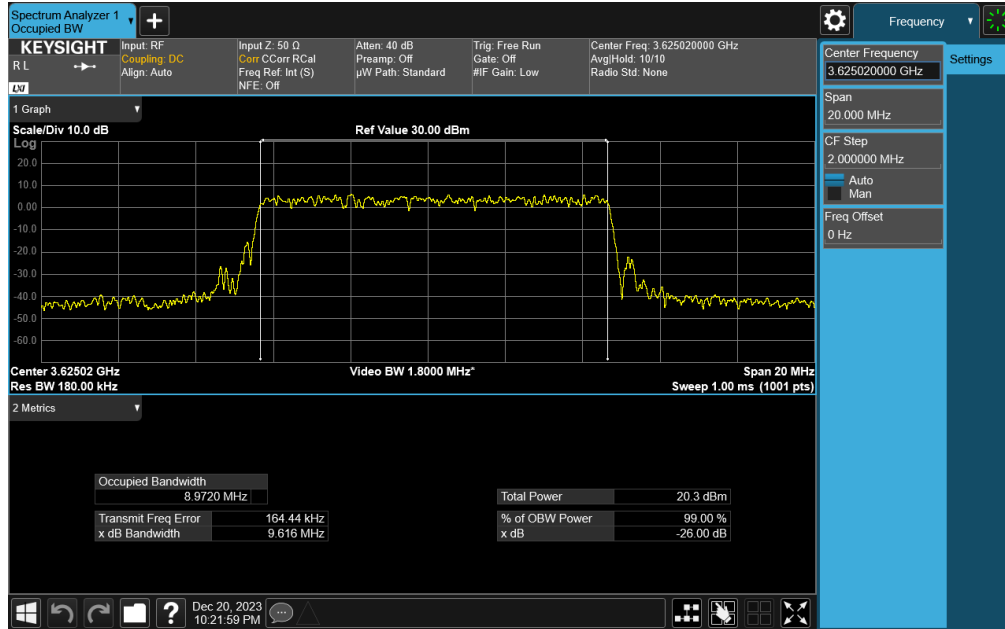 Spectrum Analyzer 1
Occupied BW
Frequency
KEYSIGHT
R L
LXI
Input: RF
Coupling: DC
Align: Auto
Input Z: 50 Ω
Corr CCorr RCal
Freq Ref: Int (S)
NFE: Off
Atten: 40 dB
Preamp: Off
µW Path: Standard
Trig: Free Run
Gate: Off
#IF Gain: Low
Center Freq: 3.625020000 GHz
Avg|Hold: 10/10
Radio Std: None
Center Frequency
3.625020000 GHz
Settings
Span
20.000 MHz
CF Step
2.000000 MHz
Auto
Man
Freq Offset
0 Hz
1 Graph
Scale/Div 10.0 dB
Ref Value 30.00 dBm
Log
20.0
10.0
0.00
-10.0
-20.0
-30.0
-40.0
-50.0
-60.0
Center 3.62502 GHz
Video BW 1.8000 MHz*
Span 20 MHz
Res BW 180.00 kHz
Sweep 1.00 ms (1001 pts)
2 Metrics
Occupied Bandwidth
8.9720 MHz
Total Power 20.3 dBm
Transmit Freq Error 164.44 kHz
% of OBW Power 99.00 %
x dB Bandwidth 9.616 MHz
x dB -26.00 dB
Dec 20, 2023
10:21:59 PM